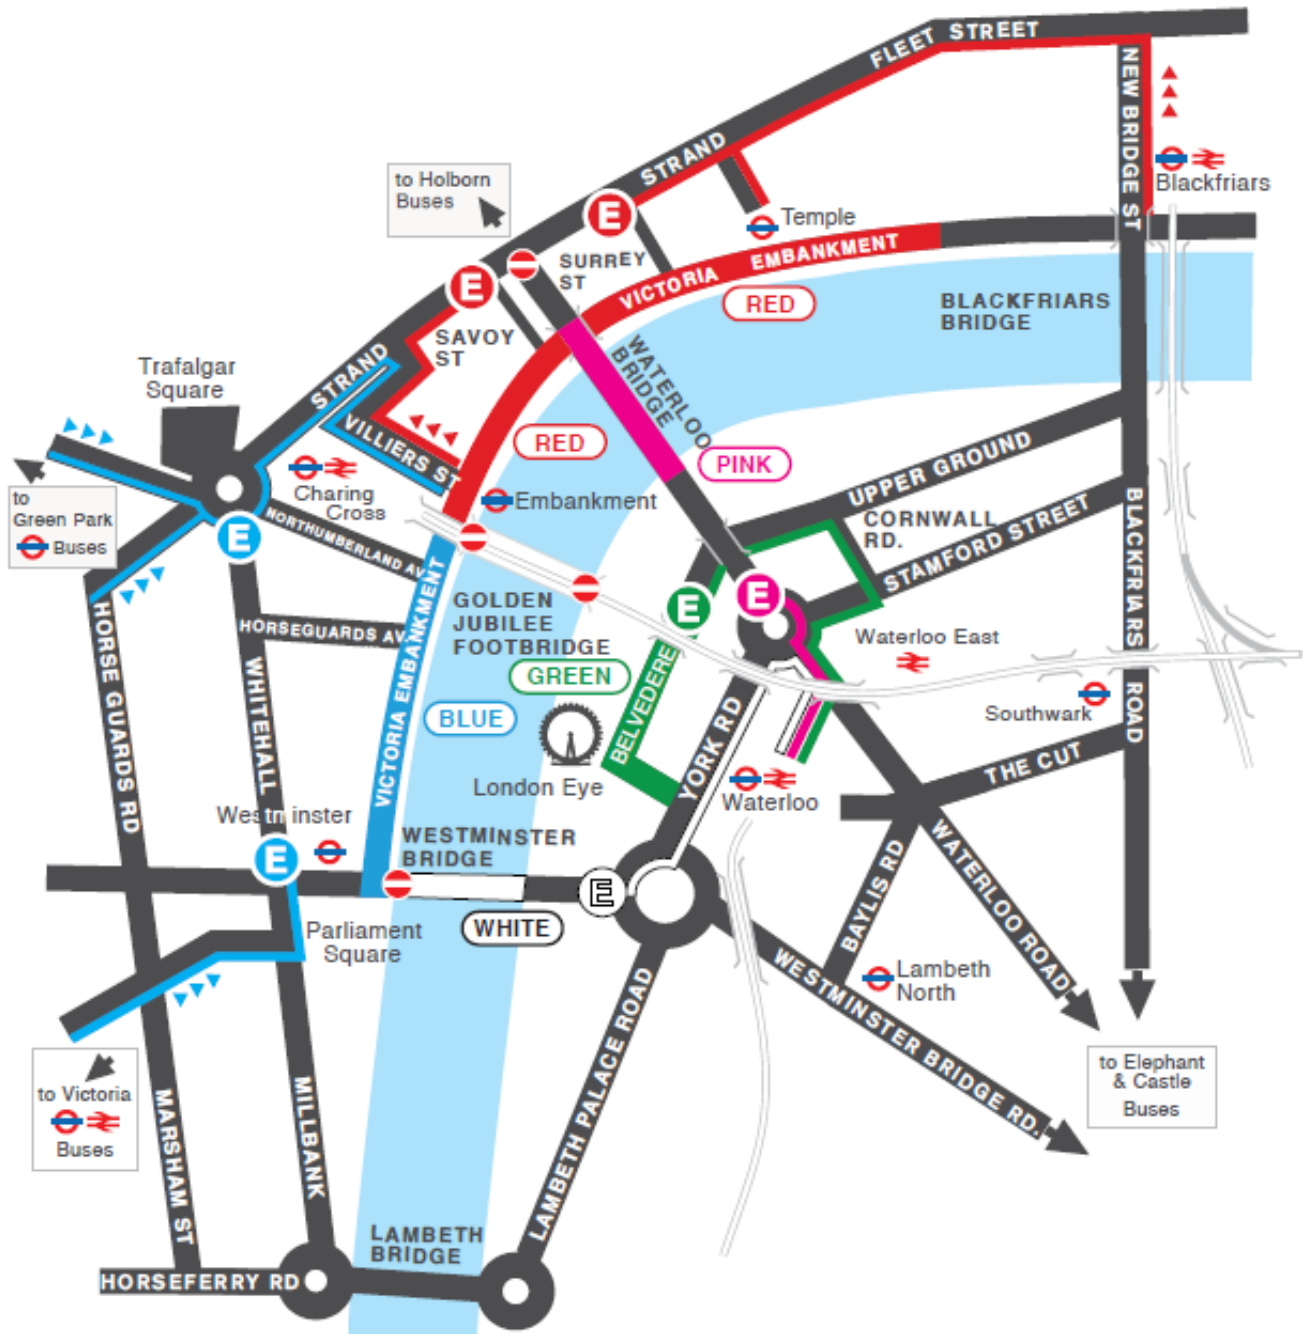 FLEET STREET
NEW BRIDGE ST
STRAND
to Holborn
Buses
E
Blackfriars
Temple
SURREY
ST
VICTORIA EMBANKMENT
RED
E
BLACKFRIARS
BRIDGE
SAVOY
ST
WATERLOO
BRIDGE
Trafalgar
Square
STRAND
VILLIERS ST
RED
PINK
UPPER GROUND
Charing
Cross
Embankment
to
Green Park
Buses
NORTHUMBERLAND AV
E
CORNWALL
RD.
STAMFORD STREET
BLACKFRIARS ROAD
HORSE GUARDS RD
HORSEGUARDS AV
VICTORIA EMBANKMENT
GOLDEN
JUBILEE
FOOTBRIDGE
E
E
Waterloo East
GREEN
BELVEDERE
WHITEHALL
BLUE
YORK RD
Southwark
THE CUT
London Eye
Waterloo
Westminster
E
WESTMINSTER
BRIDGE
E
WHITE
BAYLIS RD
WATERLOO ROAD
Parliament
Square
Lambeth
North
WESTMINSTER BRIDGE RD.
to Victoria
Buses
to Elephant
& Castle
Buses
MARSHAM ST
MILLBANK
LAMBETH PALACE ROAD
LAMBETH
BRIDGE
HORSEFERRY RD